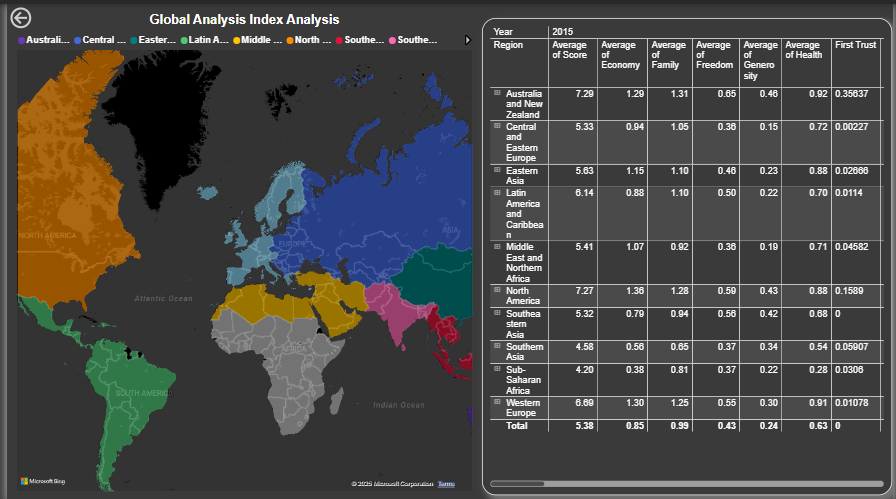 Global Analysis Index Analysis
Australi... Central ... Easter... Latin A... Middle ... North ... Southe... Southe...
NORTH AMERICA
EUROPE
ASIA
Atlantic Ocean
AFRICA
SOUTH AMERICA
Indian Ocean
Microsoft Bing
© 2025 Microsoft Corporation Terms
Year 2015
Region Average of Score Average of Economy Average of Family Average of Freedom Average of Genero sity Average of Health First Trust
Australia and New Zealand 7.29 1.29 1.31 0.65 0.46 0.92 0.35637
Central and Eastern Europe 5.33 0.94 1.05 0.36 0.15 0.72 0.00227
Eastern Asia 5.63 1.15 1.10 0.46 0.23 0.88 0.02666
Latin America and Caribbea n 6.14 0.88 1.10 0.50 0.22 0.70 0.0114
Middle East and Northern Africa 5.41 1.07 0.92 0.36 0.19 0.71 0.04582
North America 7.27 1.36 1.28 0.59 0.43 0.88 0.1589
Southea stern Asia 5.32 0.79 0.94 0.56 0.42 0.68 0
Southern Asia 4.58 0.56 0.65 0.37 0.34 0.54 0.05907
Sub-Saharan Africa 4.20 0.38 0.81 0.37 0.22 0.28 0.0306
Western Europe 6.69 1.30 1.25 0.55 0.30 0.91 0.01078
Total 5.38 0.85 0.99 0.43 0.24 0.63 0